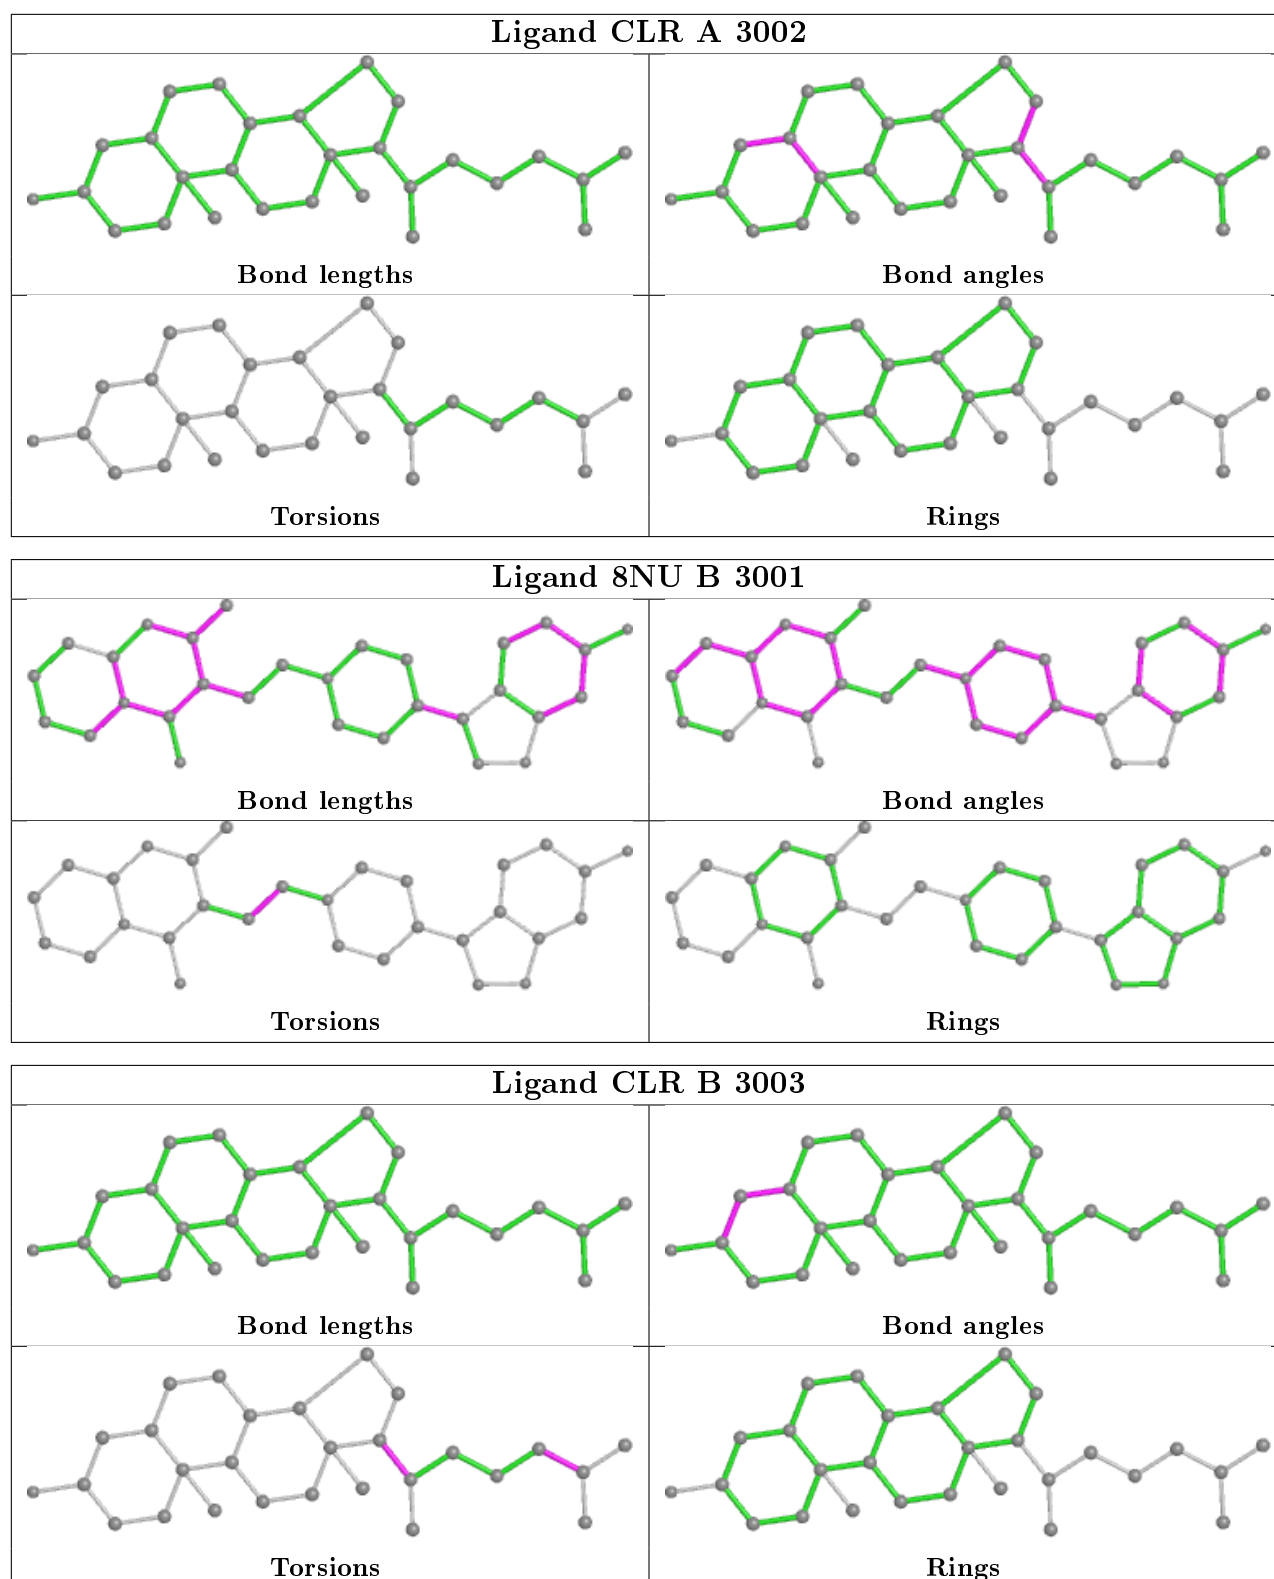 Ligand CLR A 3002
Bond lengths
Bond angles
Torsions
Rings
Ligand 8NU B 3001
Bond lengths
Bond angles
Torsions
Rings
Ligand CLR B 3003
Bond lengths
Bond angles
Torsions
Rings